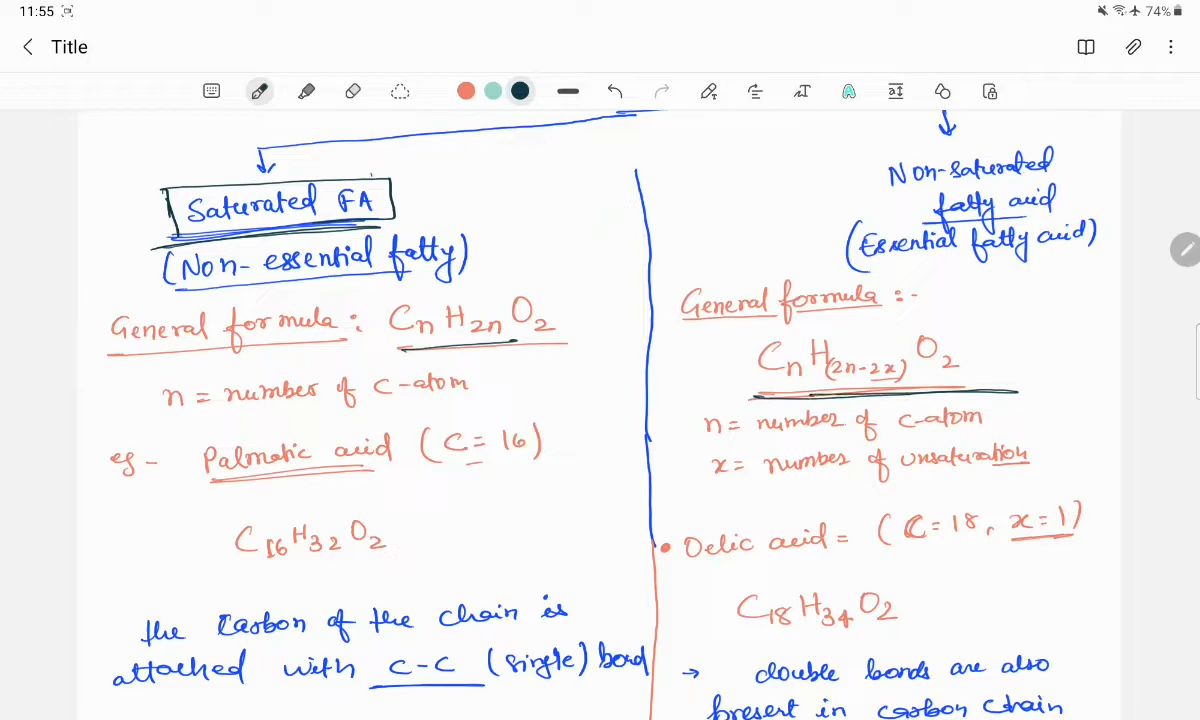 11:55
74%
Title
Saturated FA
(Non-essential fatty)
General formula: CnH2nO2
n = number of C-atom
eg - Palmatic acid (C = 16)
C16H32O2
the Carbon of the chain is
attached with C-C (single) bond
Non-saturated
fatty acid
(Essential fatty acid)
General formula :-
CnH(2n-2x)O2
n = number of C-atom
x = number of unsaturation
• Oelic acid = (C=18, x=1)
C18H34O2
→ double bonds are also
present in carbon chain